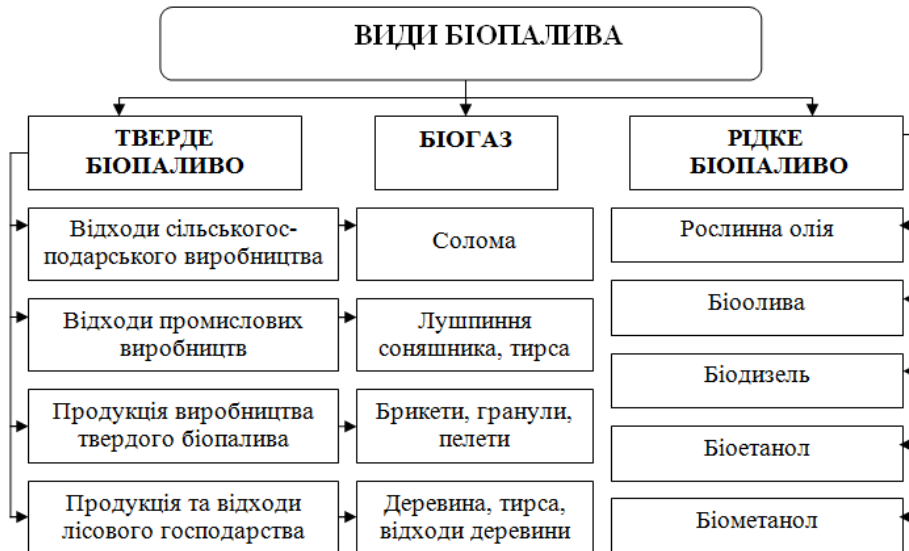 ВИДИ БІОПАЛИВА
ТВЕРДЕ
БІОПАЛИВО
БІОГАЗ
РІДКЕ
БІОПАЛИВО
Відходи сільськогос-
подарського виробництва
Солома
Рослинна олія
Відходи промислових
виробництв
Лушпиння
соняшника, тирса
Біоолива
Біодизель
Продукція виробництва
твердого біопалива
Брикети, гранули,
пелети
Біоетанол
Продукція та відходи
лісового господарства
Деревина, тирса,
відходи деревини
Біометанол